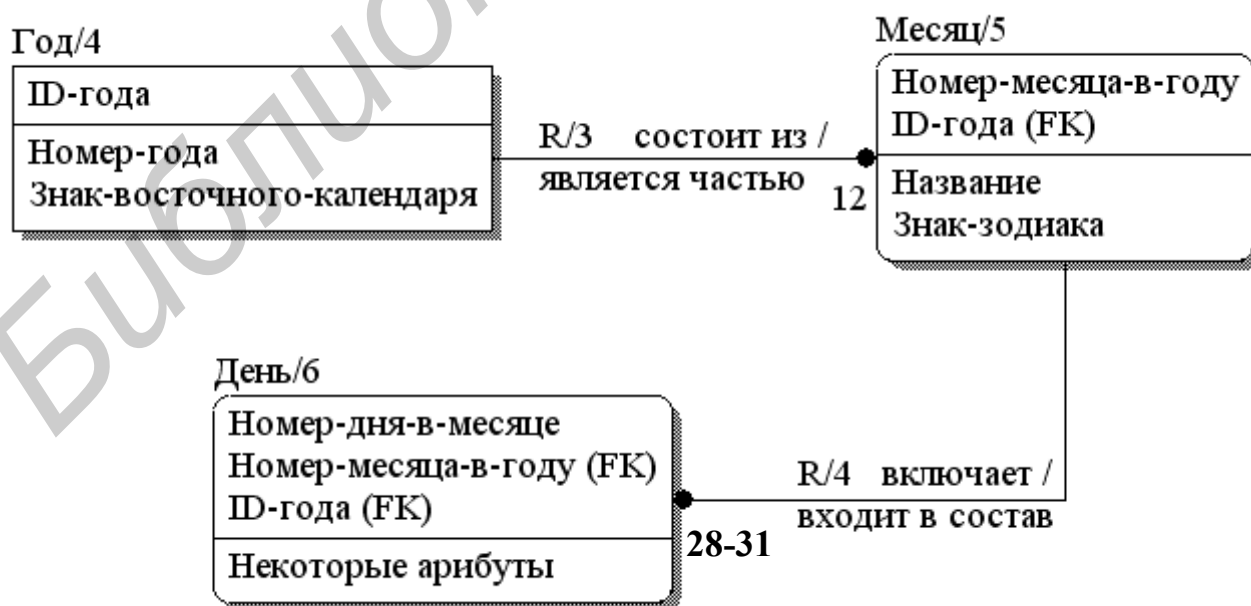 Год/4
ID-года
Номер-года
Знак-восточного-календаря
R/3 состоит из /
является частью
12
Месяц/5
Номер-месяца-в-году
ID-года (FK)
Название
Знак-зодиака
День/6
Номер-дня-в-месяце
Номер-месяца-в-году (FK)
ID-года (FK)
Некоторые арибуты
R/4 включает /
входит в состав
28-31
Библио